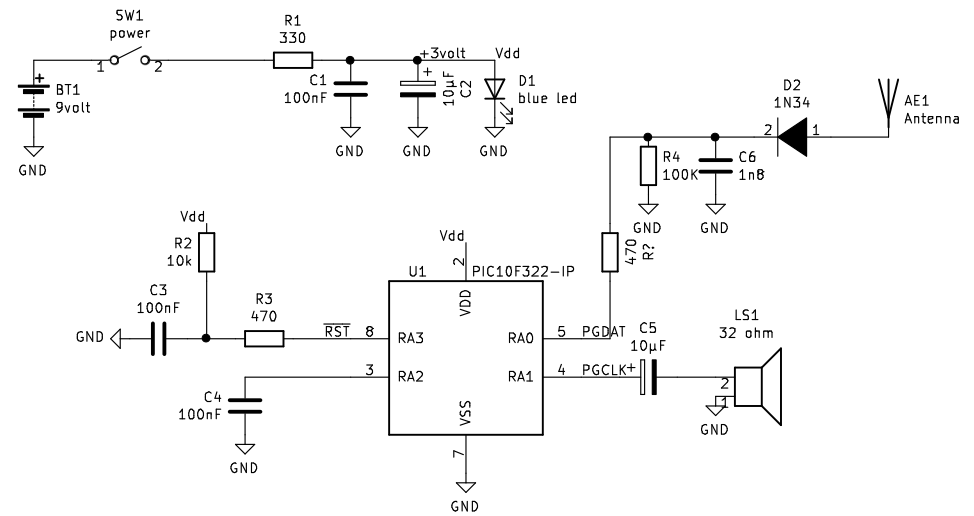 SW1
power
1
2
R1
330
+3volt
Vdd
+
BT1
9volt
GND
C1
100nF
GND
+
10µF
C2
GND
D1
blue led
GND
D2
1N34
2
1
AE1
Antenna
R4
100K
GND
C6
1n8
GND
470
R?
Vdd
R2
10k
C3
100nF
GND
R3
470
RST
8
Vdd
2
U1
PIC10F322-IP
VDD
RA3
RA0
5
PGDAT
3
RA2
RA1
4
PGCLK
C5
10µF
+
LS1
32 ohm
2
1
GND
C4
100nF
GND
VSS
7
GND